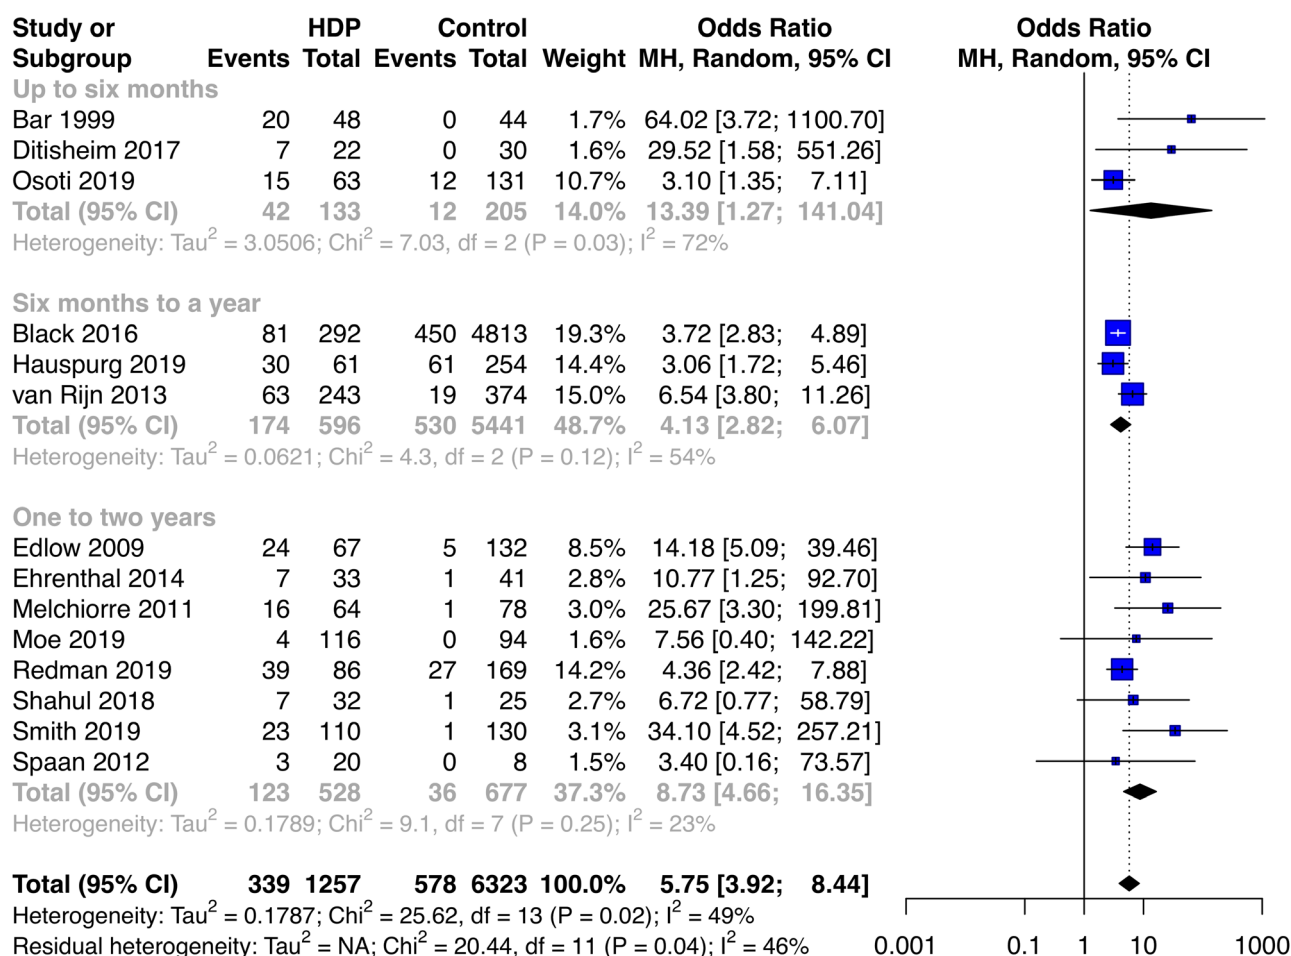 Study or HDP Control Odds Ratio Odds Ratio
Subgroup Events Total Events Total Weight MH, Random, 95% CI MH, Random, 95% CI
Up to six months
Bar 1999 20 48 0 44 1.7% 64.02 [3.72; 1100.70]
Ditisheim 2017 7 22 0 30 1.6% 29.52 [1.58; 551.26]
Osoti 2019 15 63 12 131 10.7% 3.10 [1.35; 7.11]
Total (95% CI) 42 133 12 205 14.0% 13.39 [1.27; 141.04]
Heterogeneity: Tau² = 3.0506; Chi² = 7.03, df = 2 (P = 0.03); I² = 72%
Six months to a year
Black 2016 81 292 450 4813 19.3% 3.72 [2.83; 4.89]
Hauspurg 2019 30 61 61 254 14.4% 3.06 [1.72; 5.46]
van Rijn 2013 63 243 19 374 15.0% 6.54 [3.80; 11.26]
Total (95% CI) 174 596 530 5441 48.7% 4.13 [2.82; 6.07]
Heterogeneity: Tau² = 0.0621; Chi² = 4.3, df = 2 (P = 0.12); I² = 54%
One to two years
Edlow 2009 24 67 5 132 8.5% 14.18 [5.09; 39.46]
Ehrenthal 2014 7 33 1 41 2.8% 10.77 [1.25; 92.70]
Melchiorre 2011 16 64 1 78 3.0% 25.67 [3.30; 199.81]
Moe 2019 4 116 0 94 1.6% 7.56 [0.40; 142.22]
Redman 2019 39 86 27 169 14.2% 4.36 [2.42; 7.88]
Shahul 2018 7 32 1 25 2.7% 6.72 [0.77; 58.79]
Smith 2019 23 110 1 130 3.1% 34.10 [4.52; 257.21]
Spaan 2012 3 20 0 8 1.5% 3.40 [0.16; 73.57]
Total (95% CI) 123 528 36 677 37.3% 8.73 [4.66; 16.35]
Heterogeneity: Tau² = 0.1789; Chi² = 9.1, df = 7 (P = 0.25); I² = 23%
Total (95% CI) 339 1257 578 6323 100.0% 5.75 [3.92; 8.44]
Heterogeneity: Tau² = 0.1787; Chi² = 25.62, df = 13 (P = 0.02); I² = 49%
Residual heterogeneity: Tau² = NA; Chi² = 20.44, df = 11 (P = 0.04); I² = 46% 0.001 0.1 1 10 1000